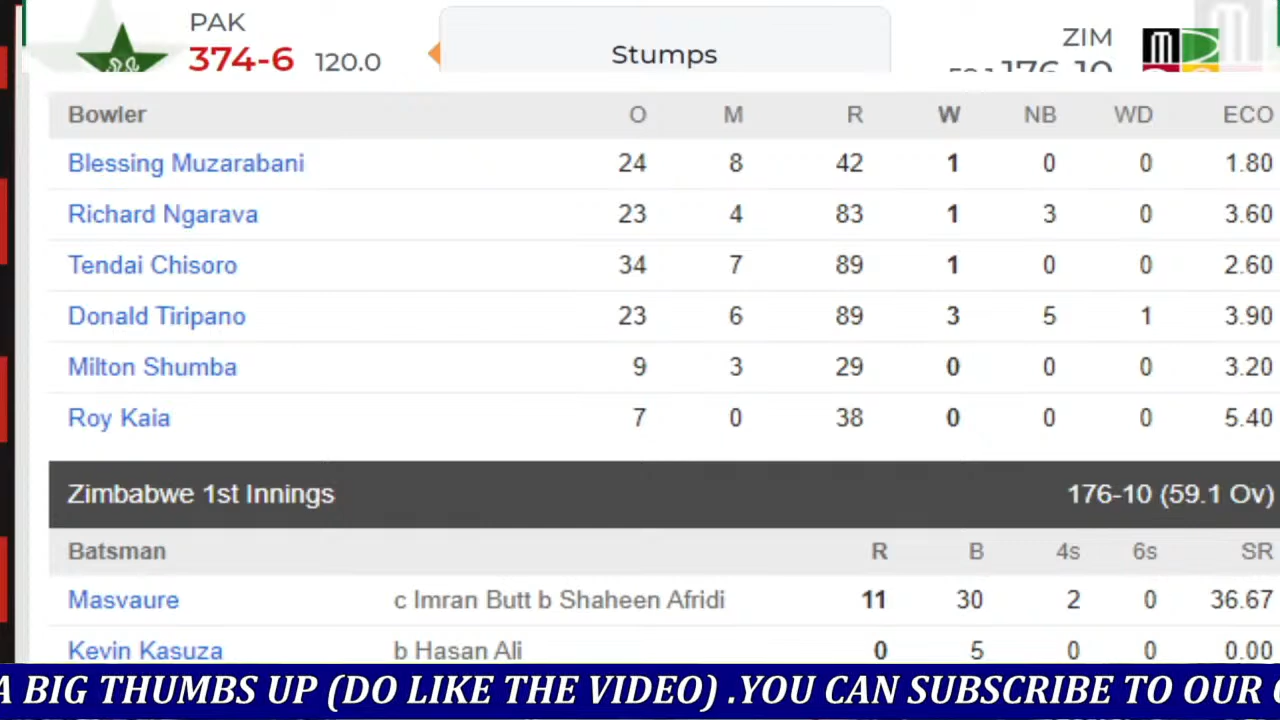 PAK
374-6 120.0
Stumps
ZIM
176-10
Bowler O M R W NB WD ECO
Blessing Muzarabani 24 8 42 1 0 0 1.80
Richard Ngarava 23 4 83 1 3 0 3.60
Tendai Chisoro 34 7 89 1 0 0 2.60
Donald Tiripano 23 6 89 3 5 1 3.90
Milton Shumba 9 3 29 0 0 0 3.20
Roy Kaia 7 0 38 0 0 0 5.40
Zimbabwe 1st Innings 176-10 (59.1 Ov)
Batsman R B 4s 6s SR
Masvaure c Imran Butt b Shaheen Afridi 11 30 2 0 36.67
Kevin Kasuza b Hasan Ali 0 5 0 0 0.00
A BIG THUMBS UP (DO LIKE THE VIDEO) .YOU CAN SUBSCRIBE TO OUR